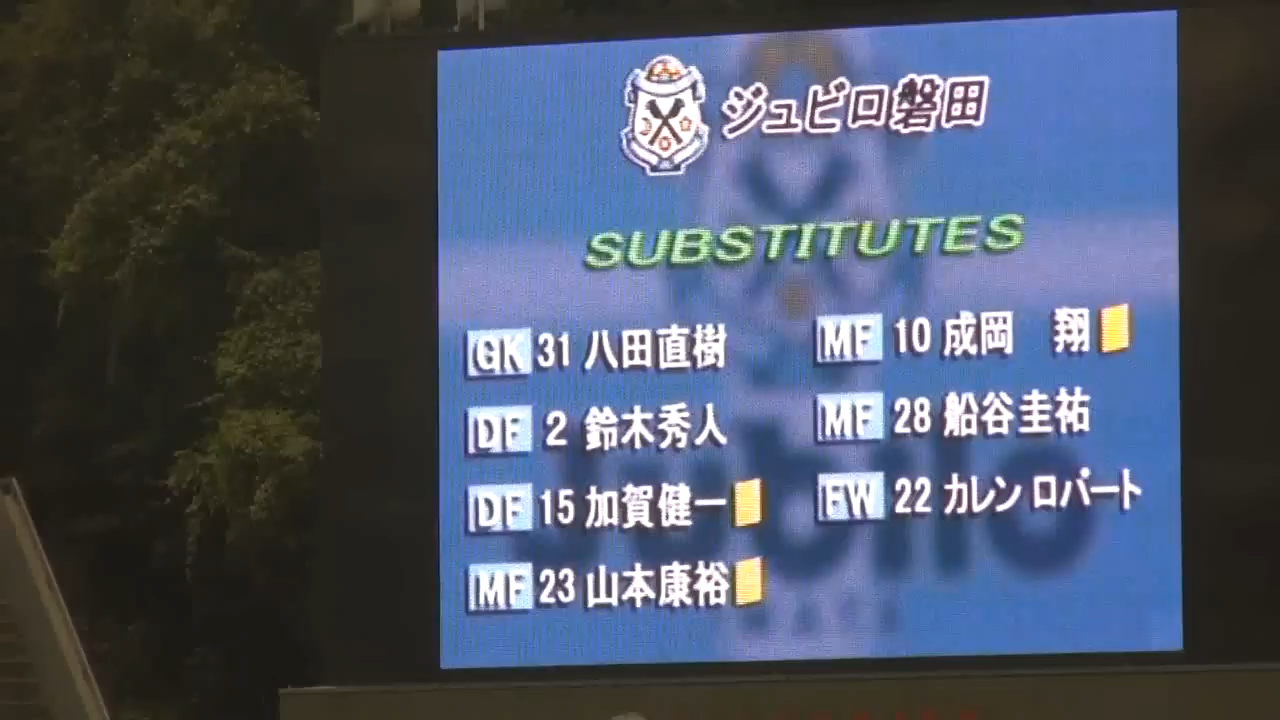 ジュビロ磐田
SUBSTITUTES
GK 31 八田直樹
DF 2 鈴木秀人
DF 15 加賀健一
MF 23 山本康裕
MF 10 成岡 翔
MF 28 船谷圭祐
FW 22 カレンロバート
Jubilo